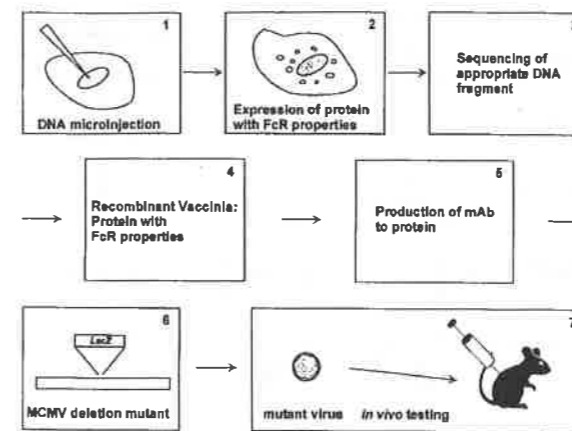 1
DNA microinjection
2
Expression of protein
with FcR properties
Sequencing of
appropriate DNA
fragment
4
Recombinant Vaccinia:
Protein with
FcR properties
5
Production of mAb
to protein
6
LacZ
MCMV deletion mutant
7
mutant virus in vivo testing